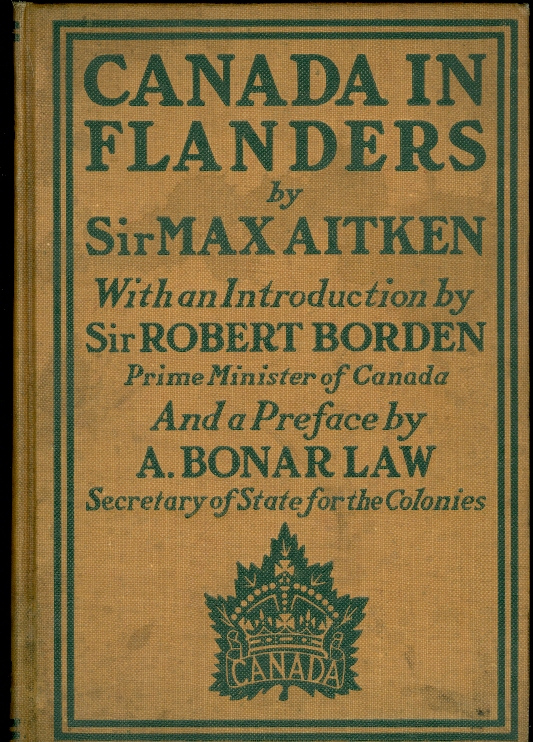 CANADA IN
FLANDERS
by
Sir MAX AITKEN
With an Introduction by
Sir ROBERT BORDEN
Prime Minister of Canada
And a Preface by
A. BONAR LAW
Secretary of State for the Colonies
CANADA